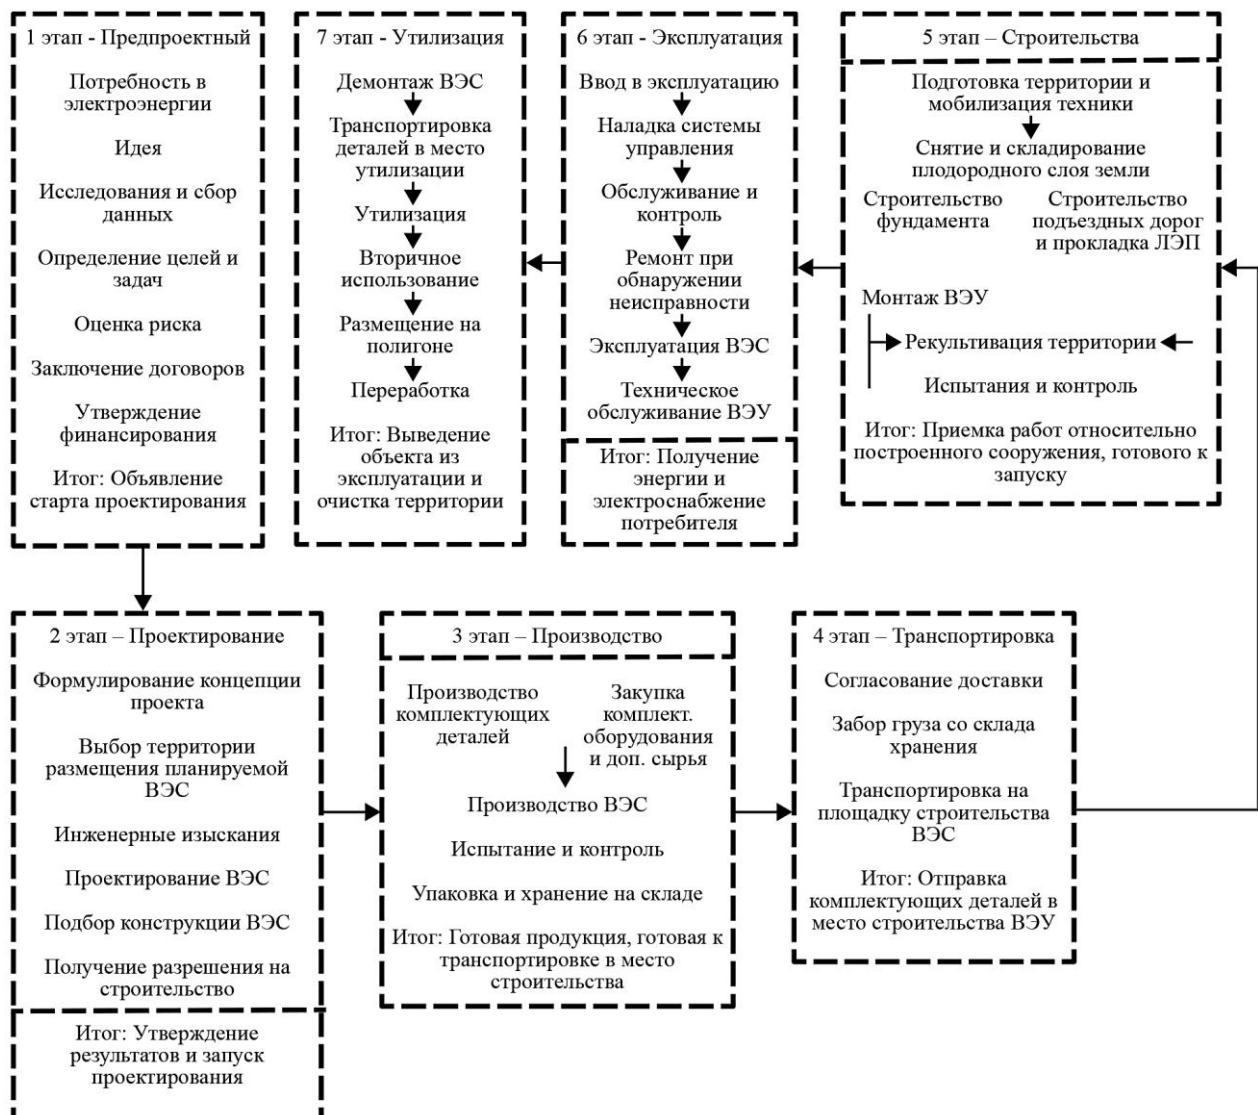 1 этап - Предпроектный
Потребность в
электроэнергии
Идея
Исследования и сбор
данных
Определение целей и
задач
Оценка риска
Заключение договоров
Утверждение
финансирования
Итог: Объявление
старта проектирования
7 этап - Утилизация
Демонтаж ВЭС
Транспортировка
деталей в место
утилизации
Утилизация
Вторичное
использование
Размещение на
полигоне
Переработка
Итог: Выведение
объекта из
эксплуатации и
очистка территории
6 этап - Эксплуатация
Ввод в эксплуатацию
Наладка системы
управления
Обслуживание и
контроль
Ремонт при
обнаружении
неисправности
Эксплуатация ВЭС
Техническое
обслуживание ВЭУ
Итог: Получение
энергии и
электроснабжение
потребителя
5 этап – Строительства
Подготовка территории и
мобилизация техники
Снятие и складирование
плодородного слоя земли
Строительство
фундамента
Строительство
подъездных дорог
и прокладка ЛЭП
Монтаж ВЭУ
Рекультивация территории
Испытания и контроль
Итог: Приемка работ относительно
построенного сооружения, готового к
запуску
2 этап – Проектирование
Формулирование концепции
проекта
Выбор территории
размещения планируемой
ВЭС
Инженерные изыскания
Проектирование ВЭС
Подбор конструкции ВЭС
Получение разрешения на
строительство
Итог: Утверждение
результатов и запуск
проектирования
3 этап – Производство
Производство
комплектующих
деталей
Закупка
комплект.
оборудования
и доп. сырья
Производство ВЭС
Испытание и контроль
Упаковка и хранение на складе
Итог: Готовая продукция, готовая к
транспортировке в место
строительства
4 этап – Транспортировка
Согласование доставки
Забор груза со склада
хранения
Транспортировка на
площадку строительства
ВЭС
Итог: Отправка
комплектующих деталей в
место строительства ВЭУ